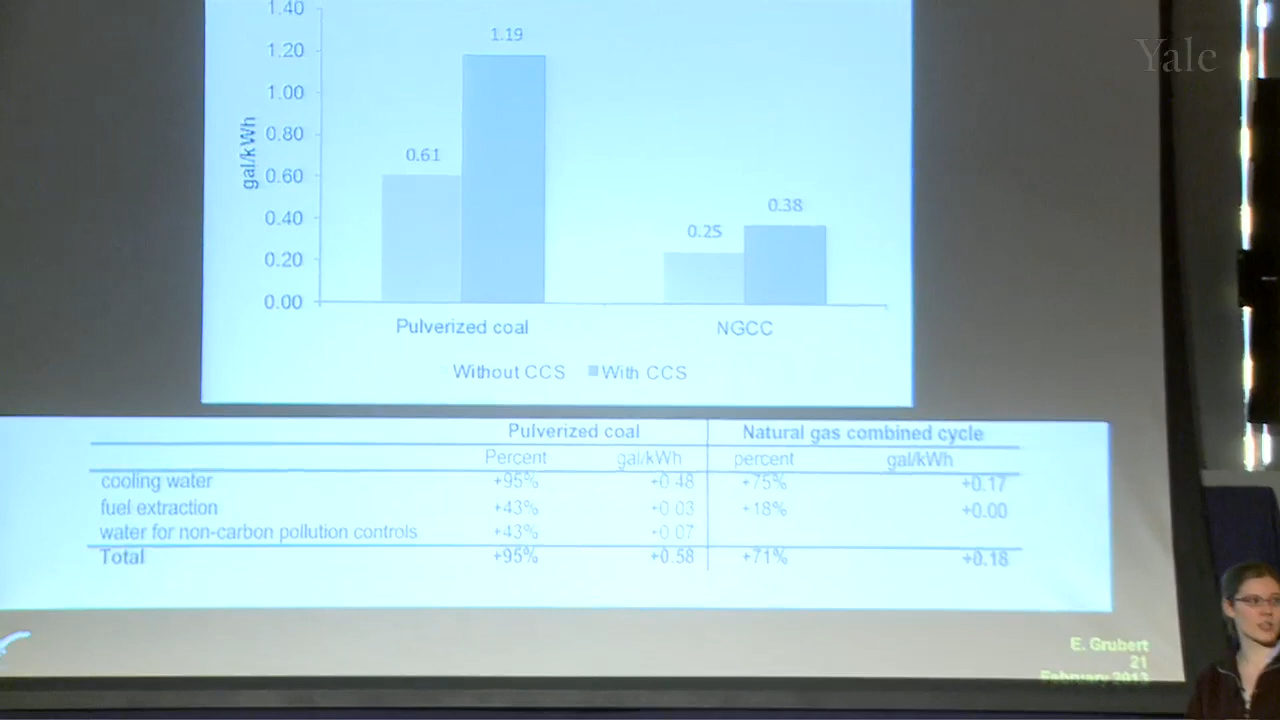 Yale
1.40
1.20
1.00
0.80
0.60
0.40
0.20
0.00
gal/kWh
0.61
1.19
0.25
0.38
Pulverized coal
NGCC
Without CCS With CCS
Pulverized coal Natural gas combined cycle
Percent gal/kWh percent gal/kWh
cooling water +95% +0.48 +75% +0.17
fuel extraction +43% +0.03 +18% +0.00
water for non-carbon pollution controls +43% +0.07
Total +95% +0.58 +71% +0.18
E. Grubert
21
February 2013